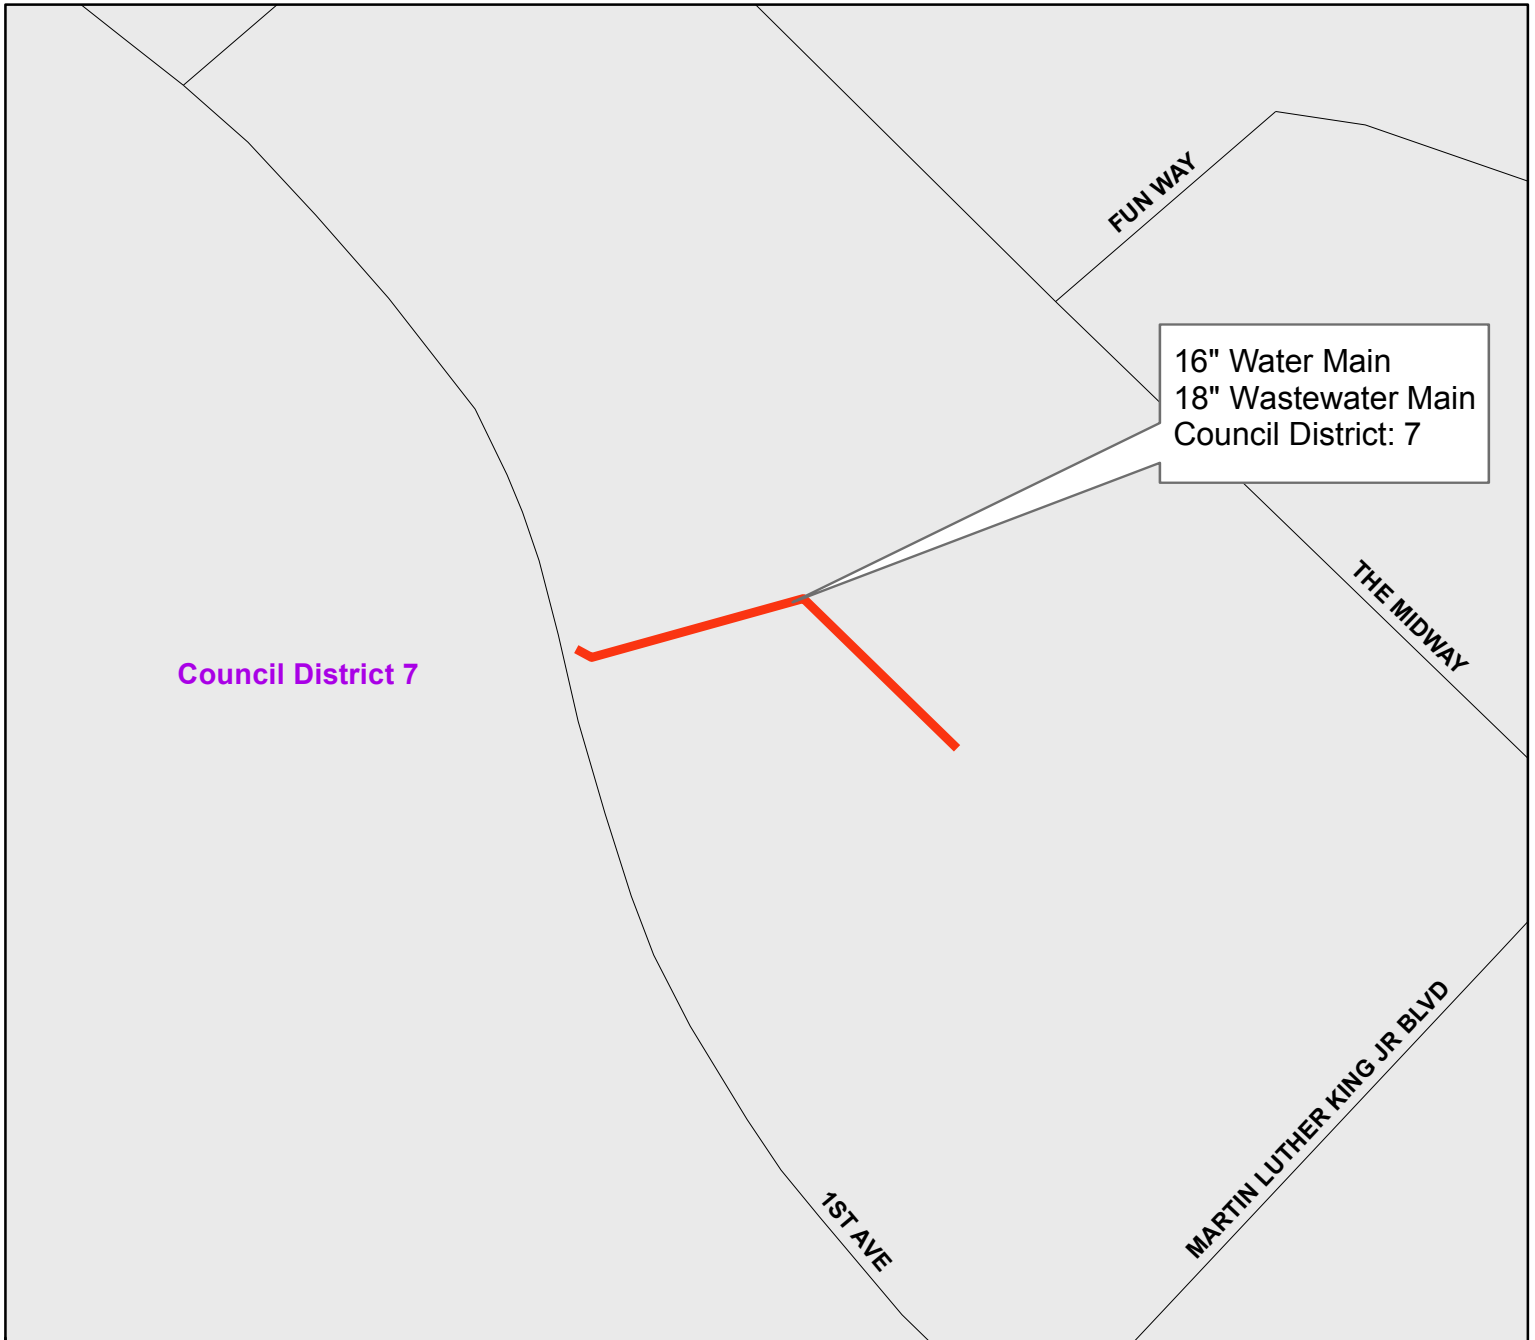 FUN WAY
16" Water Main
18" Wastewater Main
Council District: 7
THE MIDWAY
Council District 7
MARTIN LUTHER KING JR BLVD
1ST AVE